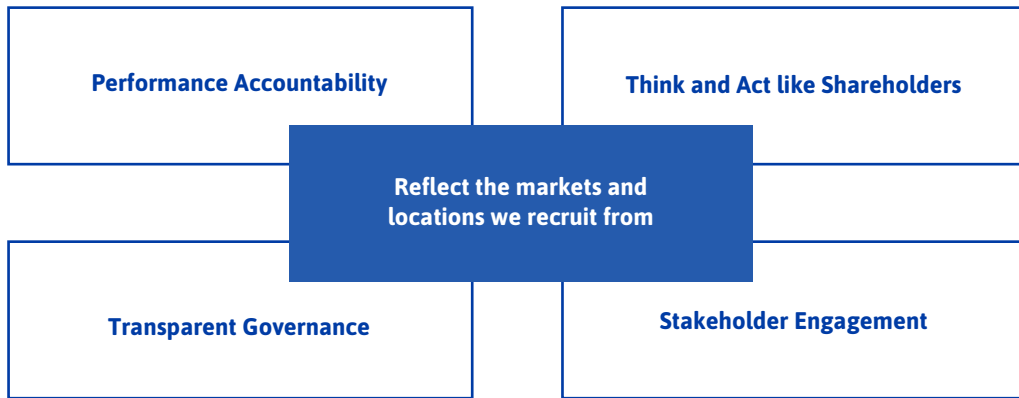 Performance Accountability
Think and Act like Shareholders
Reflect the markets and
locations we recruit from
Transparent Governance
Stakeholder Engagement